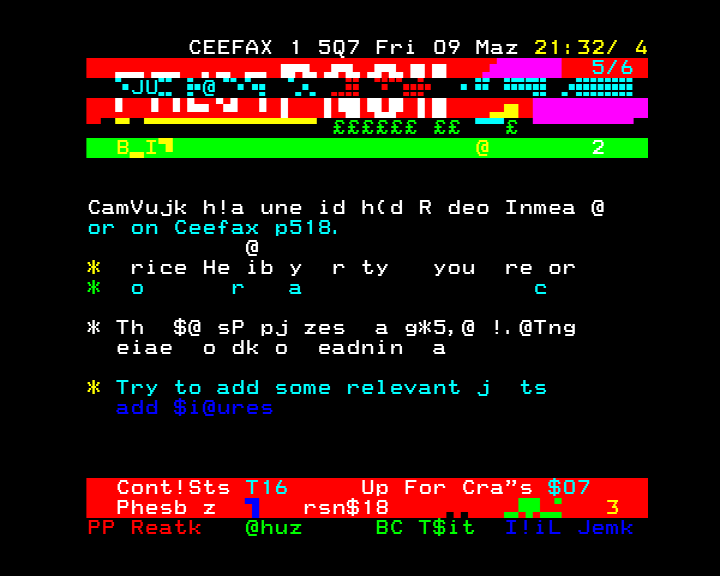 CEEFAX 1 5Q7 Fri 09 Maz 21:32/ 4
5/6
JU @
££££££ ££ £
B I @ 2
CamVujk h!a une id h(d R deo Inmea @
or on Ceefax p518.
@
* rice He ib y r ty you re or
* o r a c
* Th $@ sP pj zes a g*5,@ !.@Tng
eiae o dk o eadnin a
* Try to add some relevant j ts
add $i@ures
Cont!Sts T16 Up For Cra"s $07
Phesb z rsn$18 3
PP Reatk @huz BC T$it I!iL Jemk